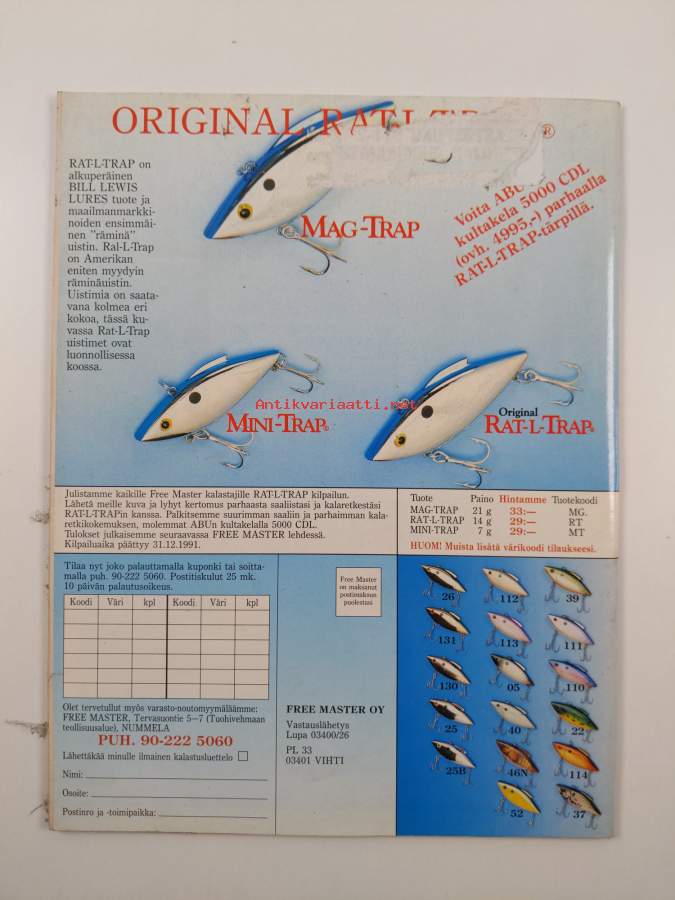 ORIGINAL RAT-L-TRAP®
RAT-L-TRAP on
alkuperäinen
BILL LEWIS
LURES tuote ja
maailmanmarkki-
noiden ensimmäi-
nen "räminä"
uistin. Ral-L-Trap
on Amerikan
eniten myydyin
räminäuistin.
Uistimia on saata-
vana kolmea eri
kokoa, tässä ku-
vassa Rat-L-Trap
uistimet ovat
luonnollisessa
koossa.
MAG-TRAP
Voita ABU
kultakela 5000 CDL
(ovh. 4995,-) parhaalla
RAT-L-TRAP-tärpillä.
MINI-TRAP®
Original
RAT-L-TRAP®
Antikvariaatti.net
Julistamme kaikille Free Master kalastajille RAT-L-TRAP kilpailun.
Lähetä meille kuva ja lyhyt kertomus parhaasta saaliistasi ja kalaretkestäsi
RAT-L-TRAPin kanssa. Palkitsemme suurimman saaliin ja parhaimman kala-
retkikokemuksen, molemmat ABUn kultakelalla 5000 CDL.
Tulokset julkaisemme seuraavassa FREE MASTER lehdessä.
Kilpailuaika päättyy 31.12.1991.
Tuote Paino Hintamme Tuotekoodi
MAG-TRAP 21 g 33:— MG.
RAT-L-TRAP 14 g 29:— RT
MINI-TRAP 7 g 29:— MT
HUOM! Muista lisätä värikoodi tilaukseesi.
Tilaa nyt joko palauttamalla kuponki tai soitta-
malla puh. 90-222 5060. Postitiskulut 25 mk.
10 päivän palautusoikeus.
Koodi Väri kpl Koodi Väri kpl
Olet tervetullut myös varasto-noutomyymäläämme:
FREE MASTER, Tervasuontie 5—7 (Tuohivehmaan
teollisuusalue), NUMMELA
PUH. 90-222 5060
Lähettäkää minulle ilmainen kalastusluettelo
Nimi:
Osoite:
Postinro ja -toimipaikka:
Free Master
on maksanut
postimaksun
puolestasi
FREE MASTER OY
Vastauslähetys
Lupa 03400/26
PL 33
03401 VIHTI
26 112 39
131 113 111
130 05 110
25 40 22
25B 46N 114
52 37